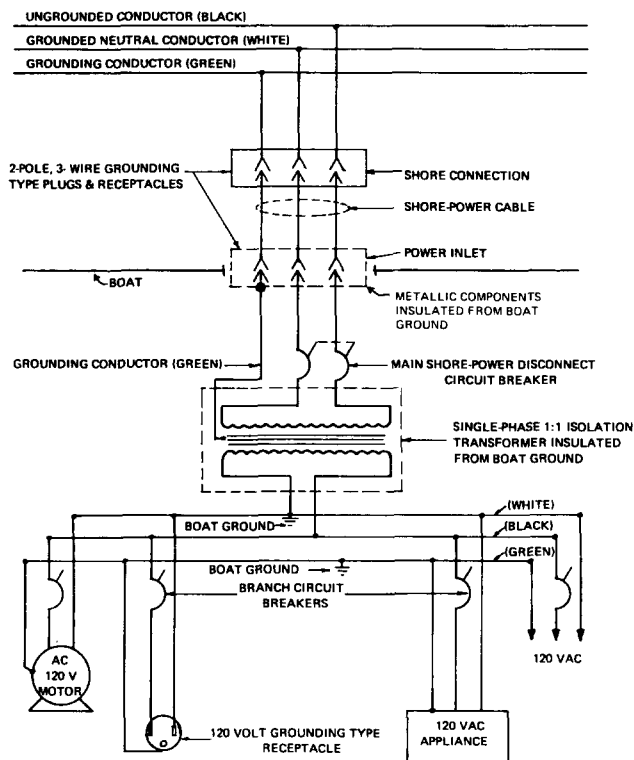 UNGROUNDED CONDUCTOR (BLACK)
GROUNDED NEUTRAL CONDUCTOR (WHITE)
GROUNDING CONDUCTOR (GREEN)
2-POLE, 3- WIRE GROUNDING
TYPE PLUGS & RECEPTACLES
SHORE CONNECTION
SHORE-POWER CABLE
POWER INLET
BOAT
METALLIC COMPONENTS
INSULATED FROM BOAT
GROUND
GROUNDING CONDUCTOR (GREEN)
MAIN SHORE-POWER DISCONNECT
CIRCUIT BREAKER
SINGLE-PHASE 1:1 ISOLATION
TRANSFORMER INSULATED
FROM BOAT GROUND
(WHITE)
BOAT GROUND
(BLACK)
(GREEN)
BOAT GROUND
BRANCH CIRCUIT
BREAKERS
120 VAC
AC
120 V
MOTOR
120 VOLT GROUNDING TYPE
RECEPTACLE
120 VAC
APPLIANCE